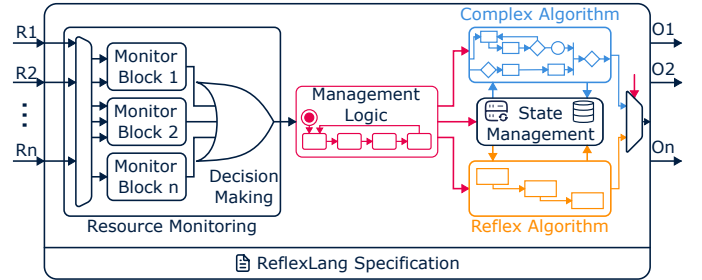 Complex Algorithm
R1
O1
Monitor
Block 1
R2
O2
Management
Logic
State
Management
Monitor
Block 2
⋮
Rn
On
Monitor
Block n
Decision
Making
Resource Monitoring
Reflex Algorithm
ReflexLang Specification